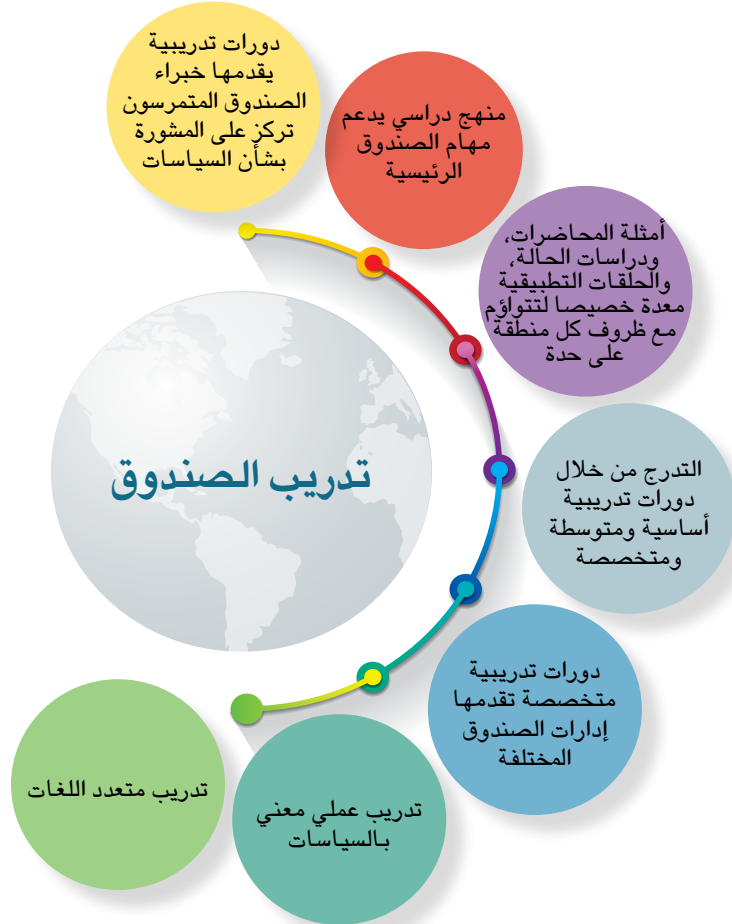 دورات تدريبية
يقدمها خبراء
الصندوق المتمرسون
تركز على المشورة
بشأن السياسات
منهج دراسي يدعم
مهام الصندوق
الرئيسية
أمثلة المحاضرات،
ودراسات الحالة،
والحلقات التطبيقية
معدة خصيصا لتتواؤم
مع ظروف كل منطقة
على حدة
تدريب الصندوق
التدرج من خلال
دورات تدريبية
أساسية ومتوسطة
ومتخصصة
دورات تدريبية
متخصصة تقدمها
إدارات الصندوق
المختلفة
تدريب عملي معني
بالسياسات
تدريب متعدد اللغات